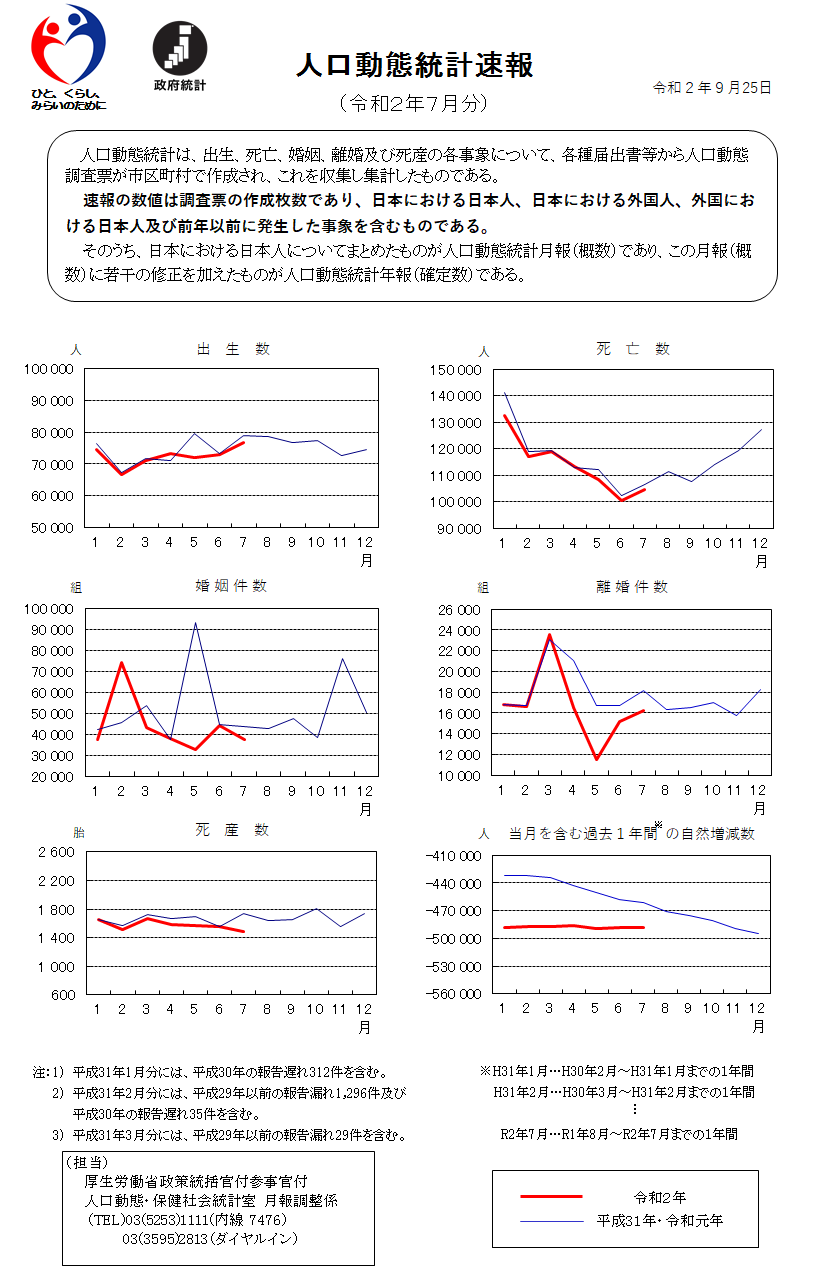 ひと、くらし、
みらいのために
政府統計
人口動態統計速報
（令和2年7月分）
令和２年９月25日
人口動態統計は、出生、死亡、婚姻、離婚及び死産の各事象について、各種届出書等から人口動態
調査票が市区町村で作成され、これを収集し集計したものである。
速報の数値は調査票の作成枚数であり、日本における日本人、日本における外国人、外国にお
ける日本人及び前年以前に発生した事象を含むものである。
そのうち、日本における日本人についてまとめたものが人口動態統計月報（概数）であり、この月報（概
数）に若干の修正を加えたものが人口動態統計年報（確定数）である。
人 出 生 数
100 000
90 000
80 000
70 000
60 000
50 000
1 2 3 4 5 6 7 8 9 10 11 12
月
人 死 亡 数
150 000
140 000
130 000
120 000
110 000
100 000
90 000
1 2 3 4 5 6 7 8 9 10 11 12
月
組 婚 姻 件 数
100 000
90 000
80 000
70 000
60 000
50 000
40 000
30 000
20 000
1 2 3 4 5 6 7 8 9 10 11 12
月
組 離 婚 件 数
26 000
24 000
22 000
20 000
18 000
16 000
14 000
12 000
10 000
1 2 3 4 5 6 7 8 9 10 11 12
月
胎 死 産 数
2 600
2 200
1 800
1 400
1 000
600
1 2 3 4 5 6 7 8 9 10 11 12
月
人 当月を含む過去１年間※の自然増減数
-410 000
-440 000
-470 000
-500 000
-530 000
-560 000
1 2 3 4 5 6 7 8 9 10 11 12
月
注：1） 平成31年1月分には、平成30年の報告遅れ312件を含む。
2） 平成31年2月分には、平成29年以前の報告漏れ1,296件及び
平成30年の報告遅れ35件を含む。
3） 平成31年3月分には、平成29年以前の報告漏れ29件を含む。
※H31年1月…H30年2月～H31年1月までの1年間
H31年2月…H30年3月～H31年2月までの1年間
⋮
R2年7月…R1年8月～R2年7月までの1年間
（担当）
厚生労働省政策統括官付参事官付
人口動態・保健社会統計室 月報調整係
（TEL）03(5253)1111(内線 7476)
03(3595)2813（ダイヤルイン）
令和2年
平成31年・令和元年